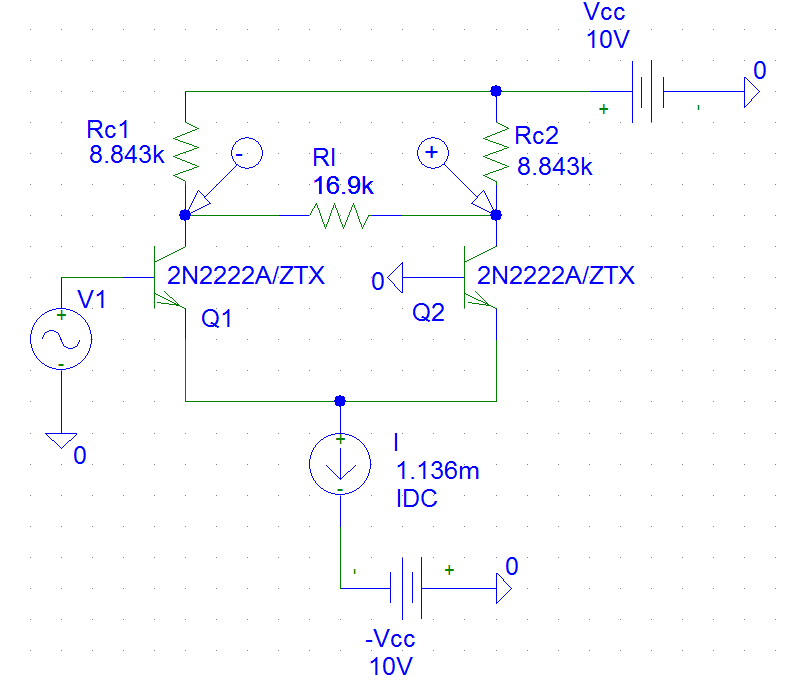 Vcc
10V
0
+
-
Rc1
8.843k
-
Rl
16.9k
+
Rc2
8.843k
2N2222A/ZTX
Q1
0
2N2222A/ZTX
Q2
V1
+
-
0
+
-
I
1.136m
IDC
-
+
0
-Vcc
10V